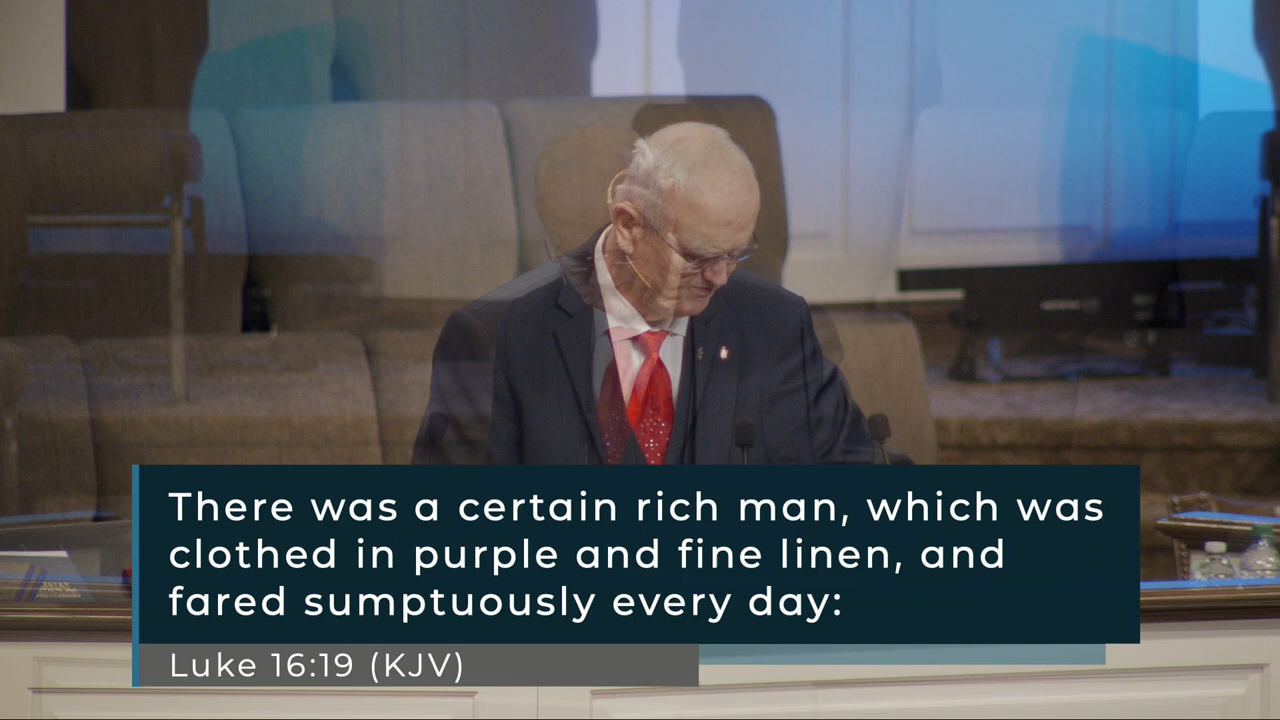 There was a certain rich man, which was
clothed in purple and fine linen, and
fared sumptuously every day:
Luke 16:19 (KJV)